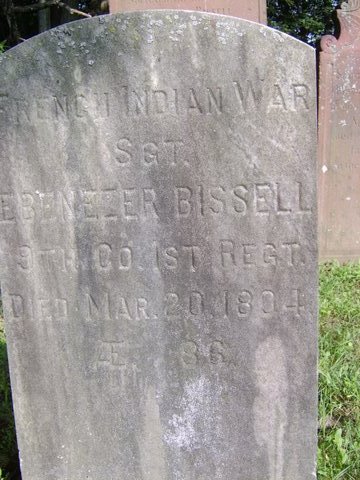 FRENCH INDIAN WAR
SGT.
EBENEZER BISSELL
9TH CO. 1ST REGT.
DIED MAR. 20, 1804
Æ. 86.